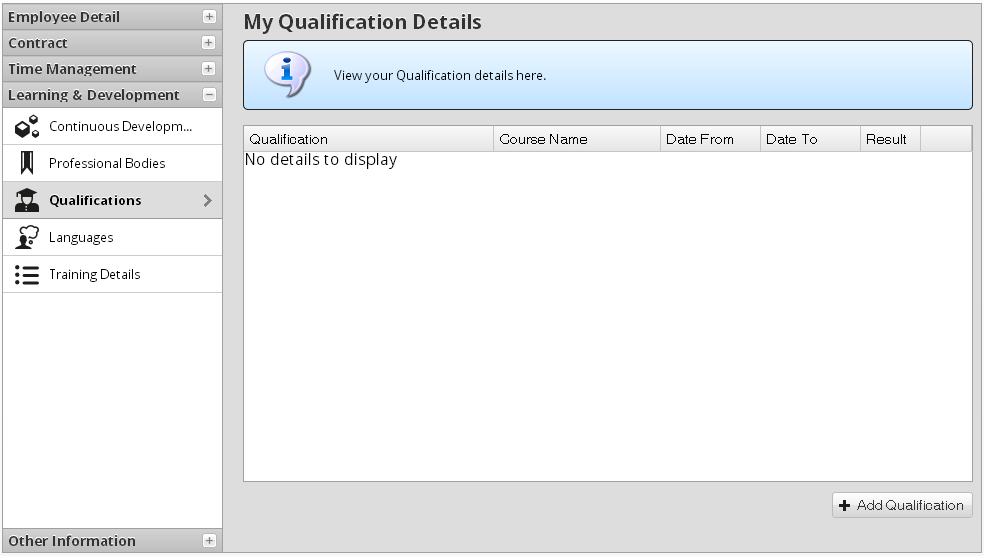 Employee Detail
Contract
Time Management
Learning & Development
Continuous Developm...
Professional Bodies
Qualifications
Languages
Training Details
Other Information
My Qualification Details
View your Qualification details here.
Qualification Course Name Date From Date To Result
No details to display
Add Qualification